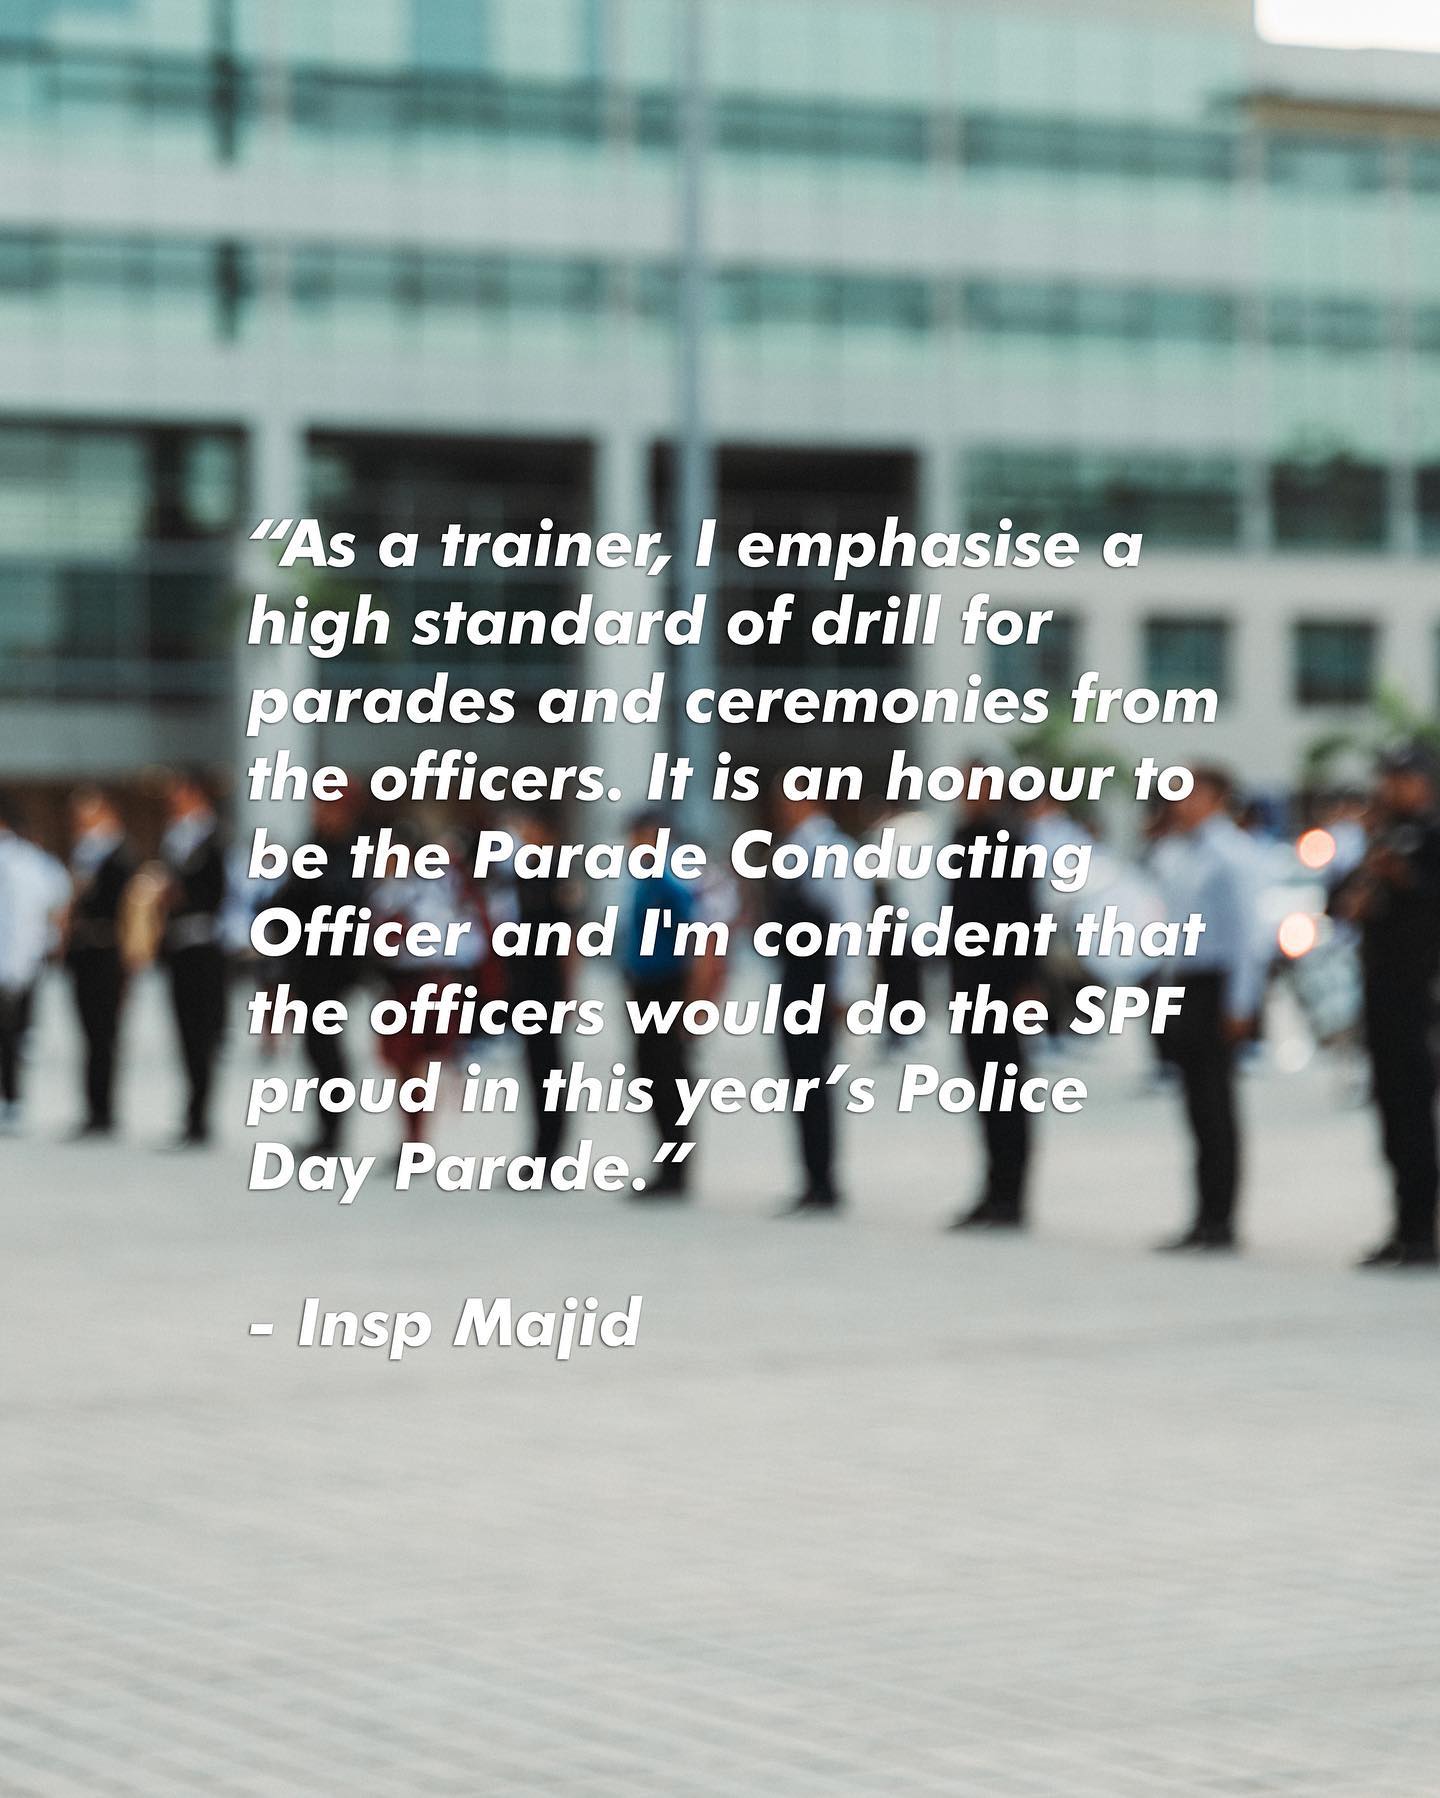 “As a trainer, I emphasise a
high standard of drill for
parades and ceremonies from
the officers. It is an honour to
be the Parade Conducting
Officer and I'm confident that
the officers would do the SPF
proud in this year’s Police
Day Parade.”
- Insp Majid